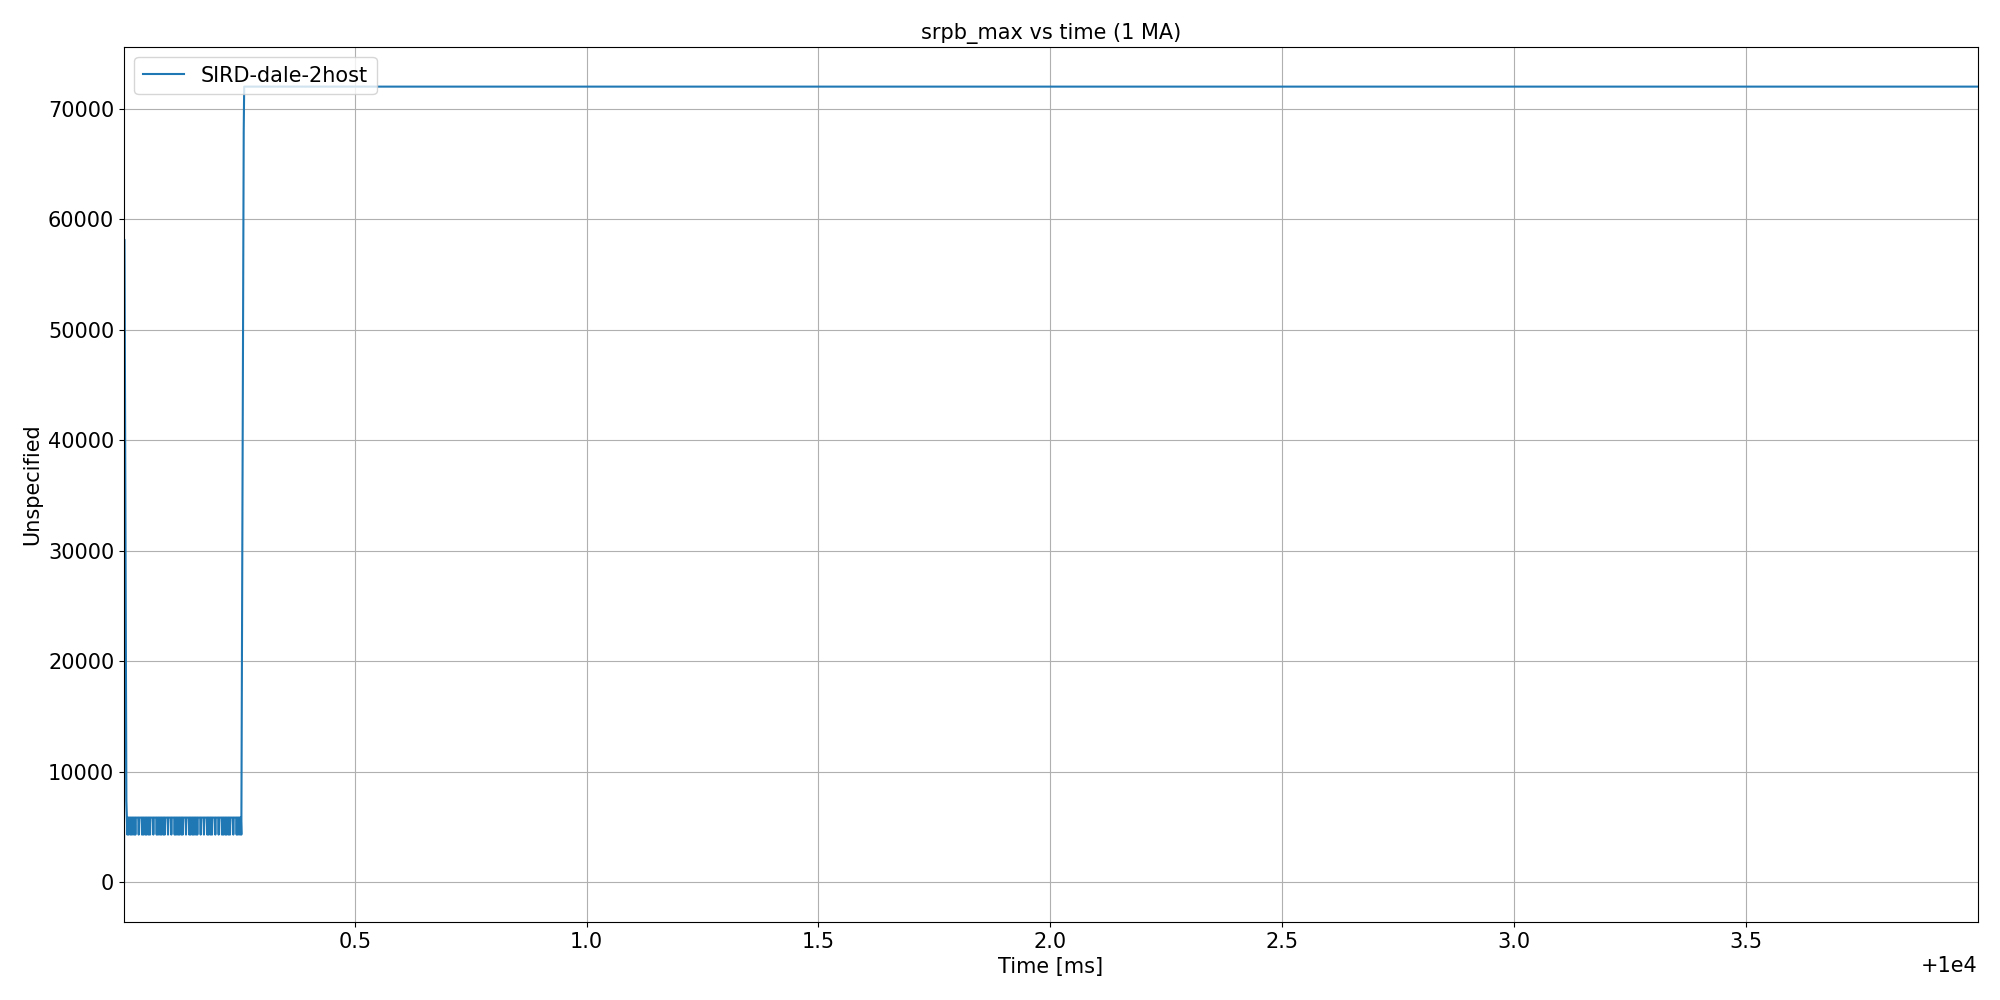 srpb_max vs time (1 MA)
SIRD-dale-2host
70000
60000
50000
40000
30000
20000
10000
0
Unspecified
0.5 1.0 1.5 2.0 2.5 3.0 3.5
Time [ms]
+1e4